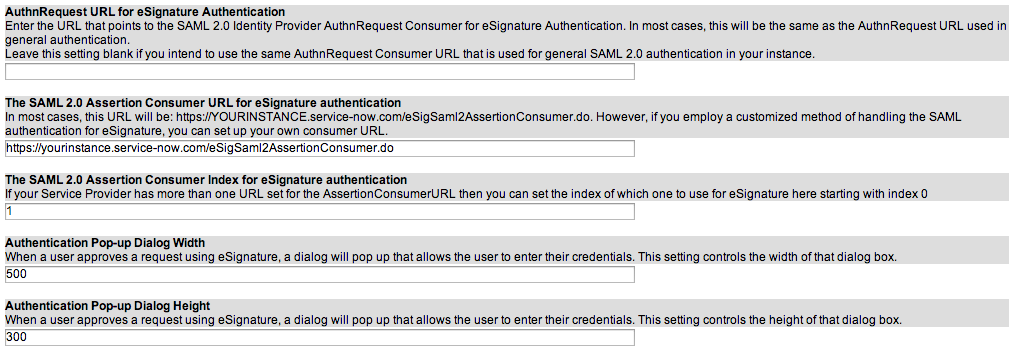 AuthnRequest URL for eSignature Authentication
Enter the URL that points to the SAML 2.0 Identity Provider AuthnRequest Consumer for eSignature Authentication. In most cases, this will be the same as the AuthnRequest URL used in
general authentication.
Leave this setting blank if you intend to use the same AuthnRequest Consumer URL that is used for general SAML 2.0 authentication in your instance.
The SAML 2.0 Assertion Consumer URL for eSignature authentication
In most cases, this URL will be: https://YOURINSTANCE.service-now.com/eSigSaml2AssertionConsumer.do. However, if you employ a customized method of handling the SAML
authentication for eSignature, you can set up your own consumer URL.
https://yourinstance.service-now.com/eSigSaml2AssertionConsumer.do
The SAML 2.0 Assertion Consumer Index for eSignature authentication
If your Service Provider has more than one URL set for the AssertionConsumerURL then you can set the index of which one to use for eSignature here starting with index 0
1
Authentication Pop-up Dialog Width
When a user approves a request using eSignature, a dialog will pop up that allows the user to enter their credentials. This setting controls the width of that dialog box.
500
Authentication Pop-up Dialog Height
When a user approves a request using eSignature, a dialog will pop up that allows the user to enter their credentials. This setting controls the height of that dialog box.
300